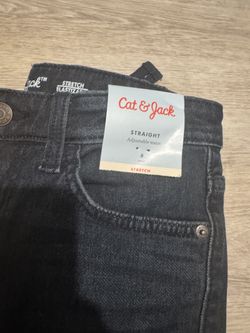 Jack™
STRETCH
Cat & Jack
STRAIGHT
Adjustable waist
8
STRETCH